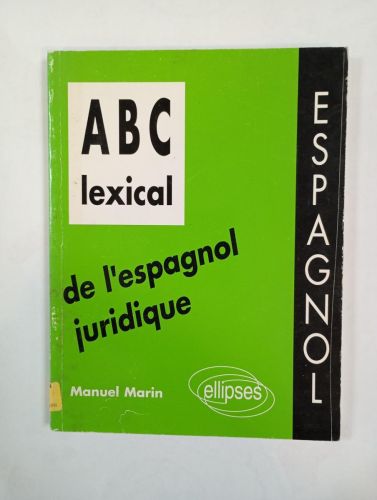 ABC
lexical
de l'espagnol
juridique
Manuel Marin
ellipses
ESPAGNOL